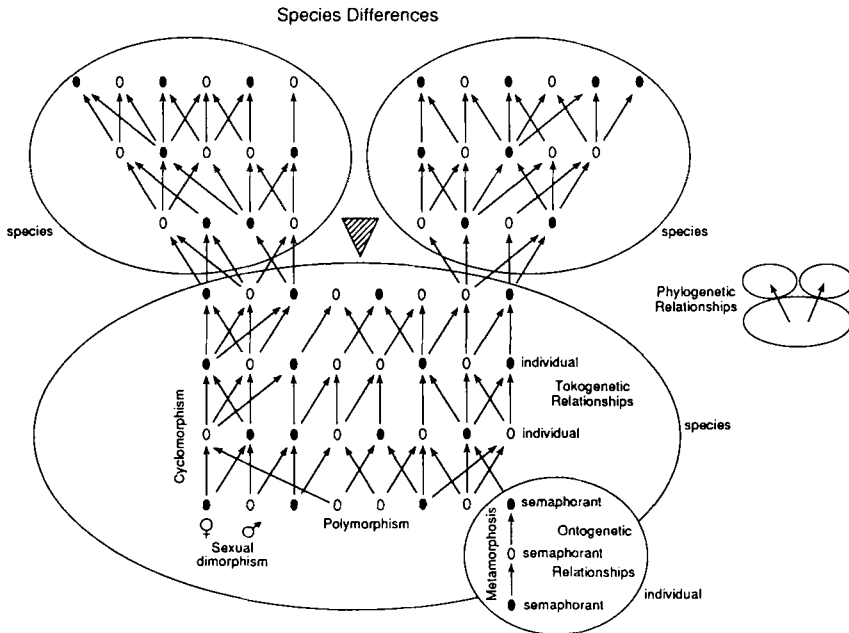 Species Differences
species
species
Phylogenetic
Relationships
individual
Tokogenetic
Relationships
species
individual
Cyclomorphism
♀ ♂
Sexual
dimorphism
Polymorphism
semaphorant
Ontogenetic
semaphorant
Relationships
semaphorant
Metamorphosis
individual